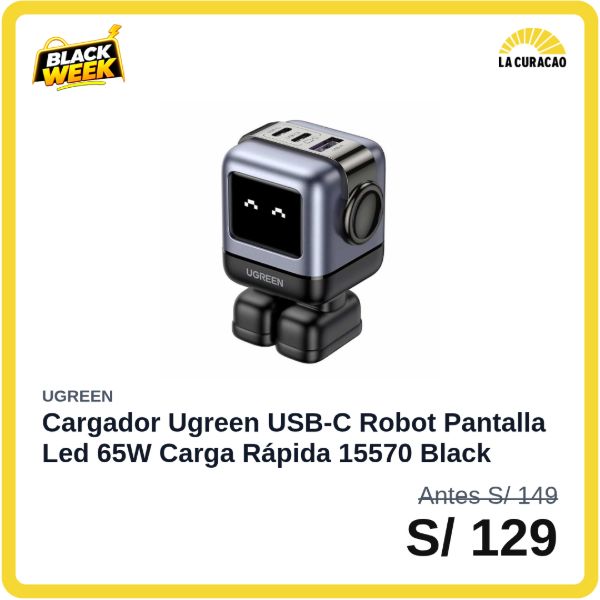 BLACK
WEEK
LA CURACAO
UGREEN
UGREEN
Cargador Ugreen USB-C Robot Pantalla
Led 65W Carga Rápida 15570 Black
Antes S/ 149
S/ 129